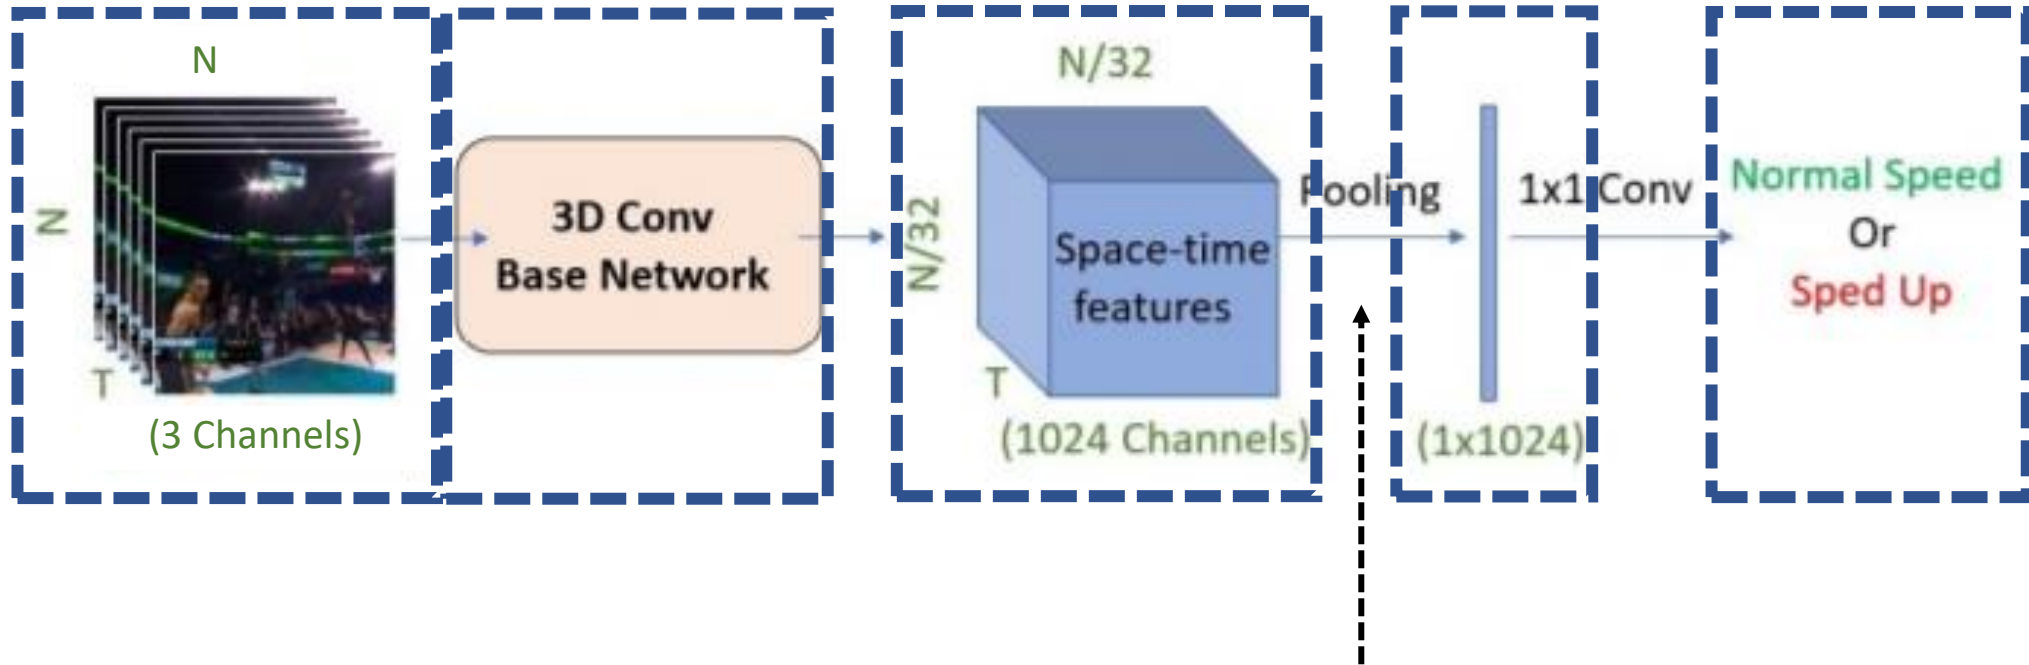 N
N
T
(3 Channels)
3D Conv
Base Network
N/32
N/32
Space-time
features
T
(1024 Channels)
Pooling
(1x1024)
1x1 Conv
Normal Speed
Or
Sped Up